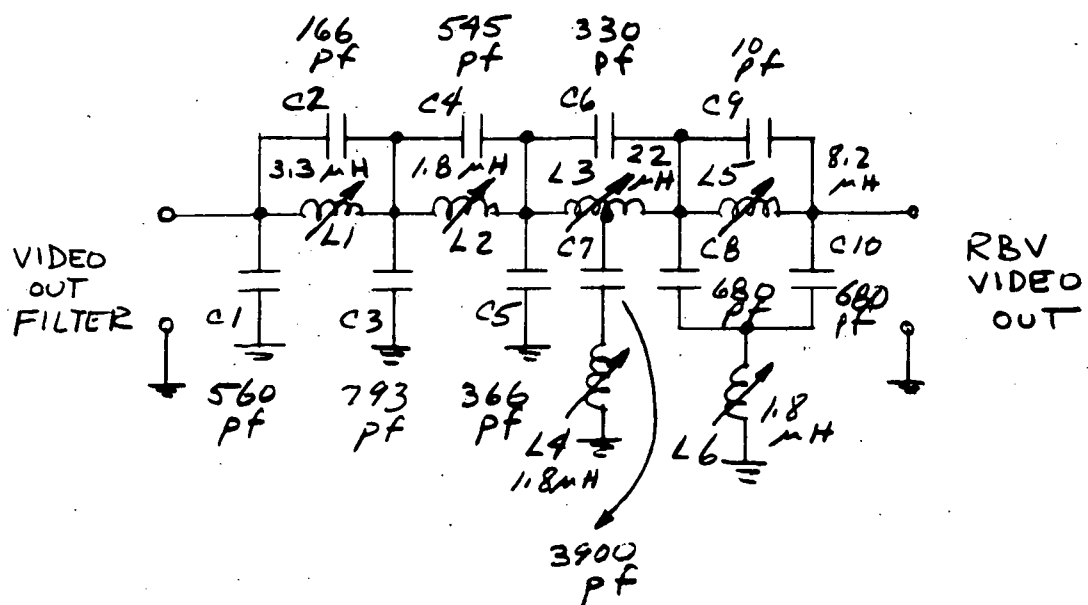 166
pf
545
pf
330
pf
10
pf
C2
C4
C6
C9
3.3 μH
1.8 μH
L3
22
μH
L5
8.2
μH
L1
L2
C7
C8
C10
VIDEO
OUT
FILTER
C1
C3
C5
680
pf
680
pf
RBV
VIDEO
OUT
560
pf
793
pf
366
pf
L4
1.8μH
L6
1.8
μH
3900
pf